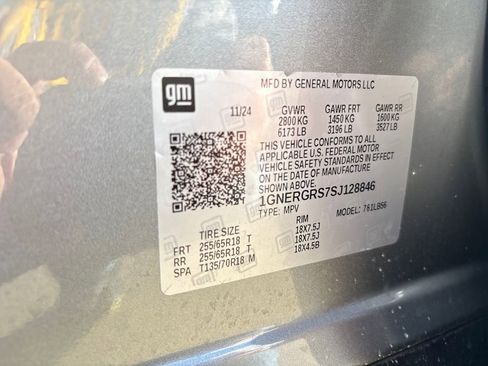 gm
MFD BY GENERAL MOTORS LLC
11/24 GVWR GAWR FRT GAWR RR
2800 KG 1450 KG 1600 KG
6173 LB 3196 LB 3527 LB
THIS VEHICLE CONFORMS TO ALL
APPLICABLE U.S. FEDERAL MOTOR
VEHICLE SAFETY STANDARDS IN EFFECT
ON THE DATE OF MANUFACTURE SHOWN ABOVE.
1GNERGRS7SJ128846
TYPE: MPV MODEL: 761LB56
TIRE SIZE RIM
FRT 255/65R18 T 18X7.5J
RR 255/65R18 T 18X7.5J
SPA T135/70R18 M 18X4.5B